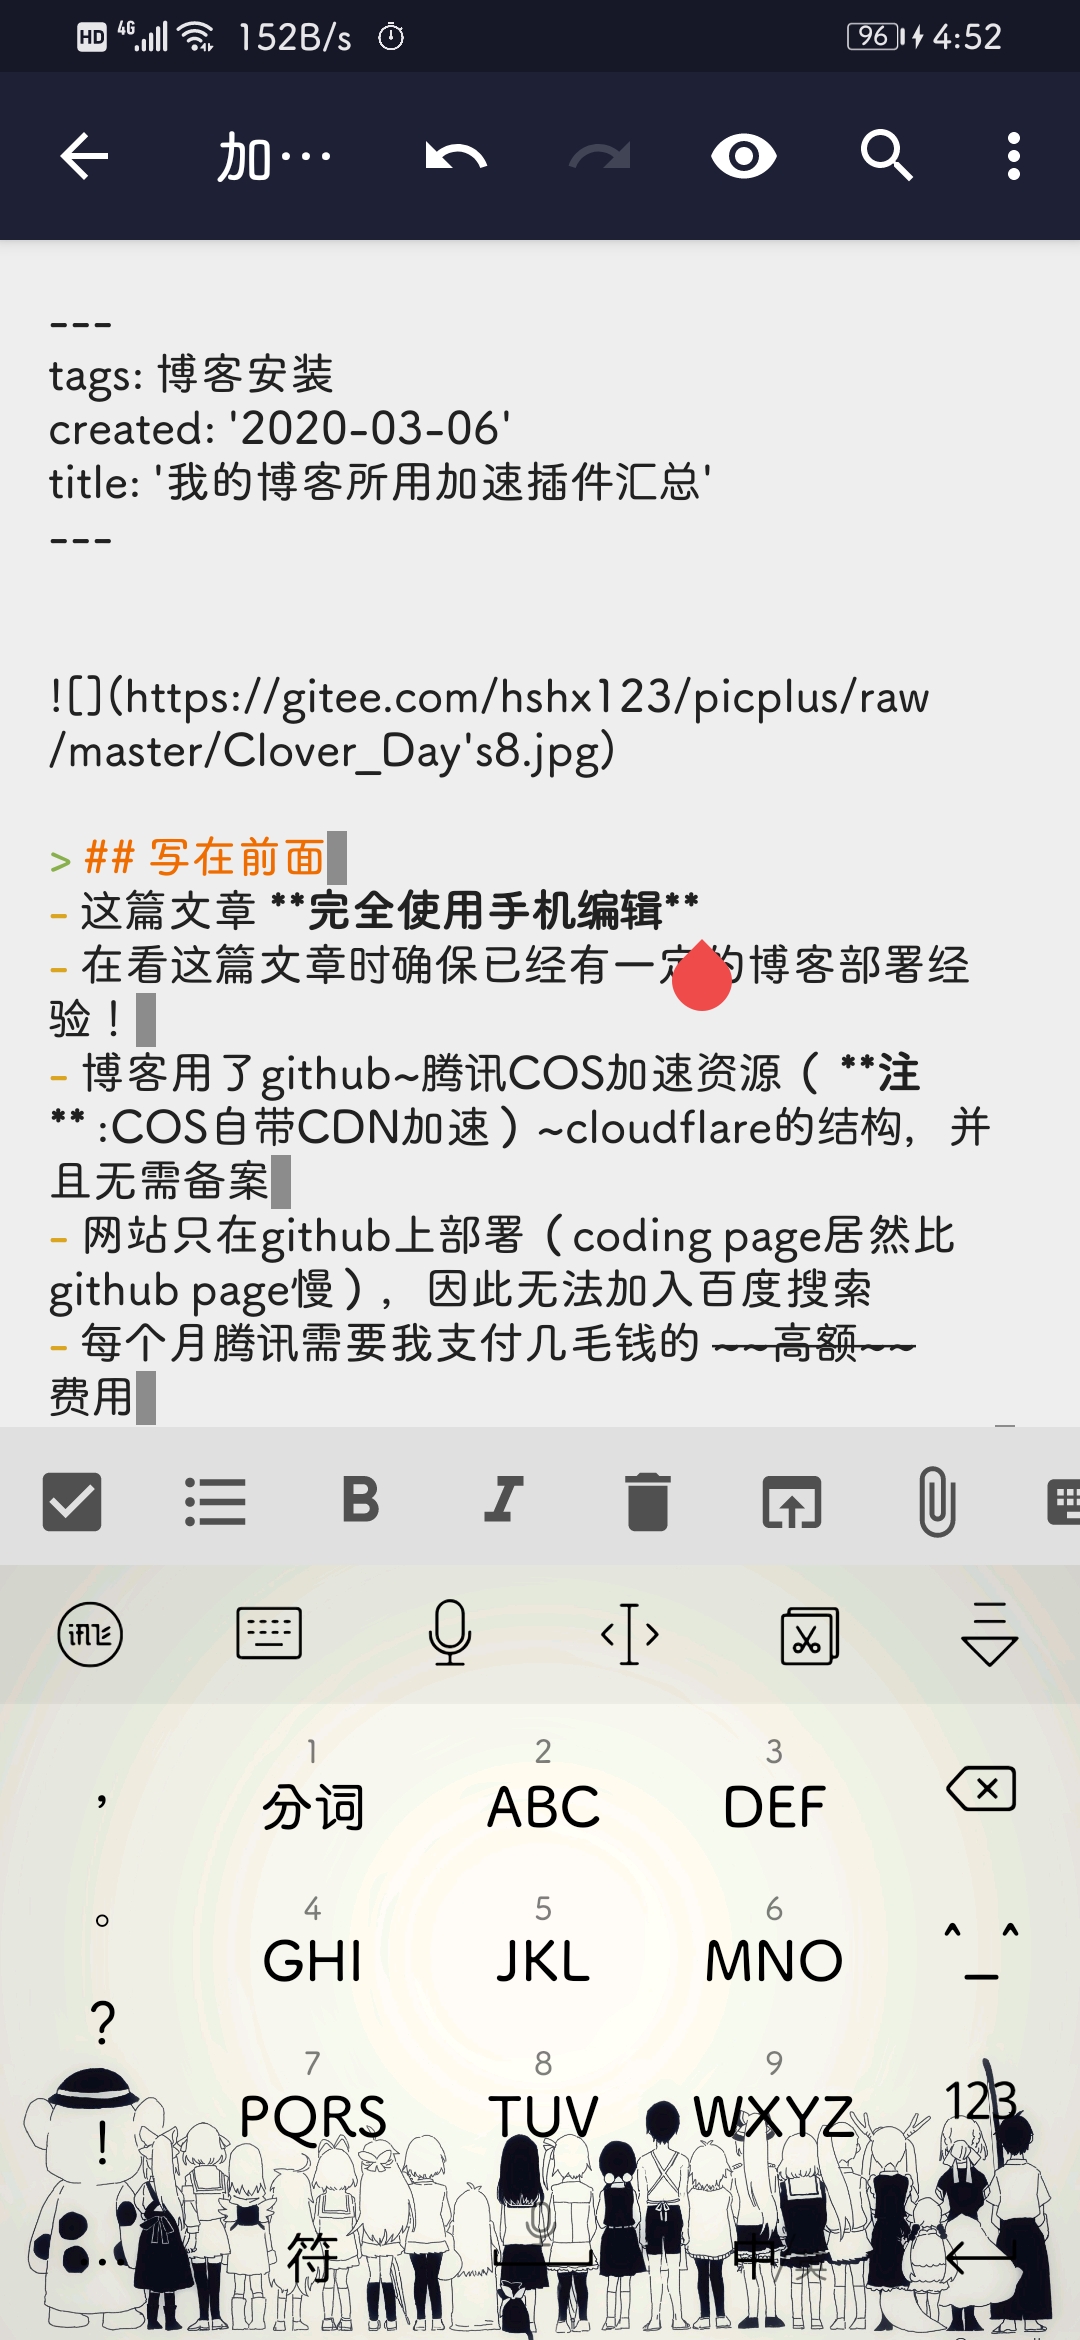 HD 4G 152B/s 96 4:52
加···
---
tags: 博客安装
created: '2020-03-06'
title: '我的博客所用加速插件汇总'
---
![](https://gitee.com/hshx123/picplus/raw
/master/Clover_Day's8.jpg)
> ## 写在前面
- 这篇文章 **完全使用手机编辑**
- 在看这篇文章时确保已经有一定的博客部署经
验！
- 博客用了github~腾讯COS加速资源（ **注
** :COS自带CDN加速）~cloudflare的结构，并
且无需备案
- 网站只在github上部署（coding page居然比
github page慢），因此无法加入百度搜索
- 每个月腾讯需要我支付几毛钱的 ~~高额~~
费用
B I
讯飞
1 2 3
， 分词 ABC DEF
4 5 6
。 GHI JKL MNO ^_^
？
7 8 9
！ PQRS TUV WXYZ 123
... 符 中/英